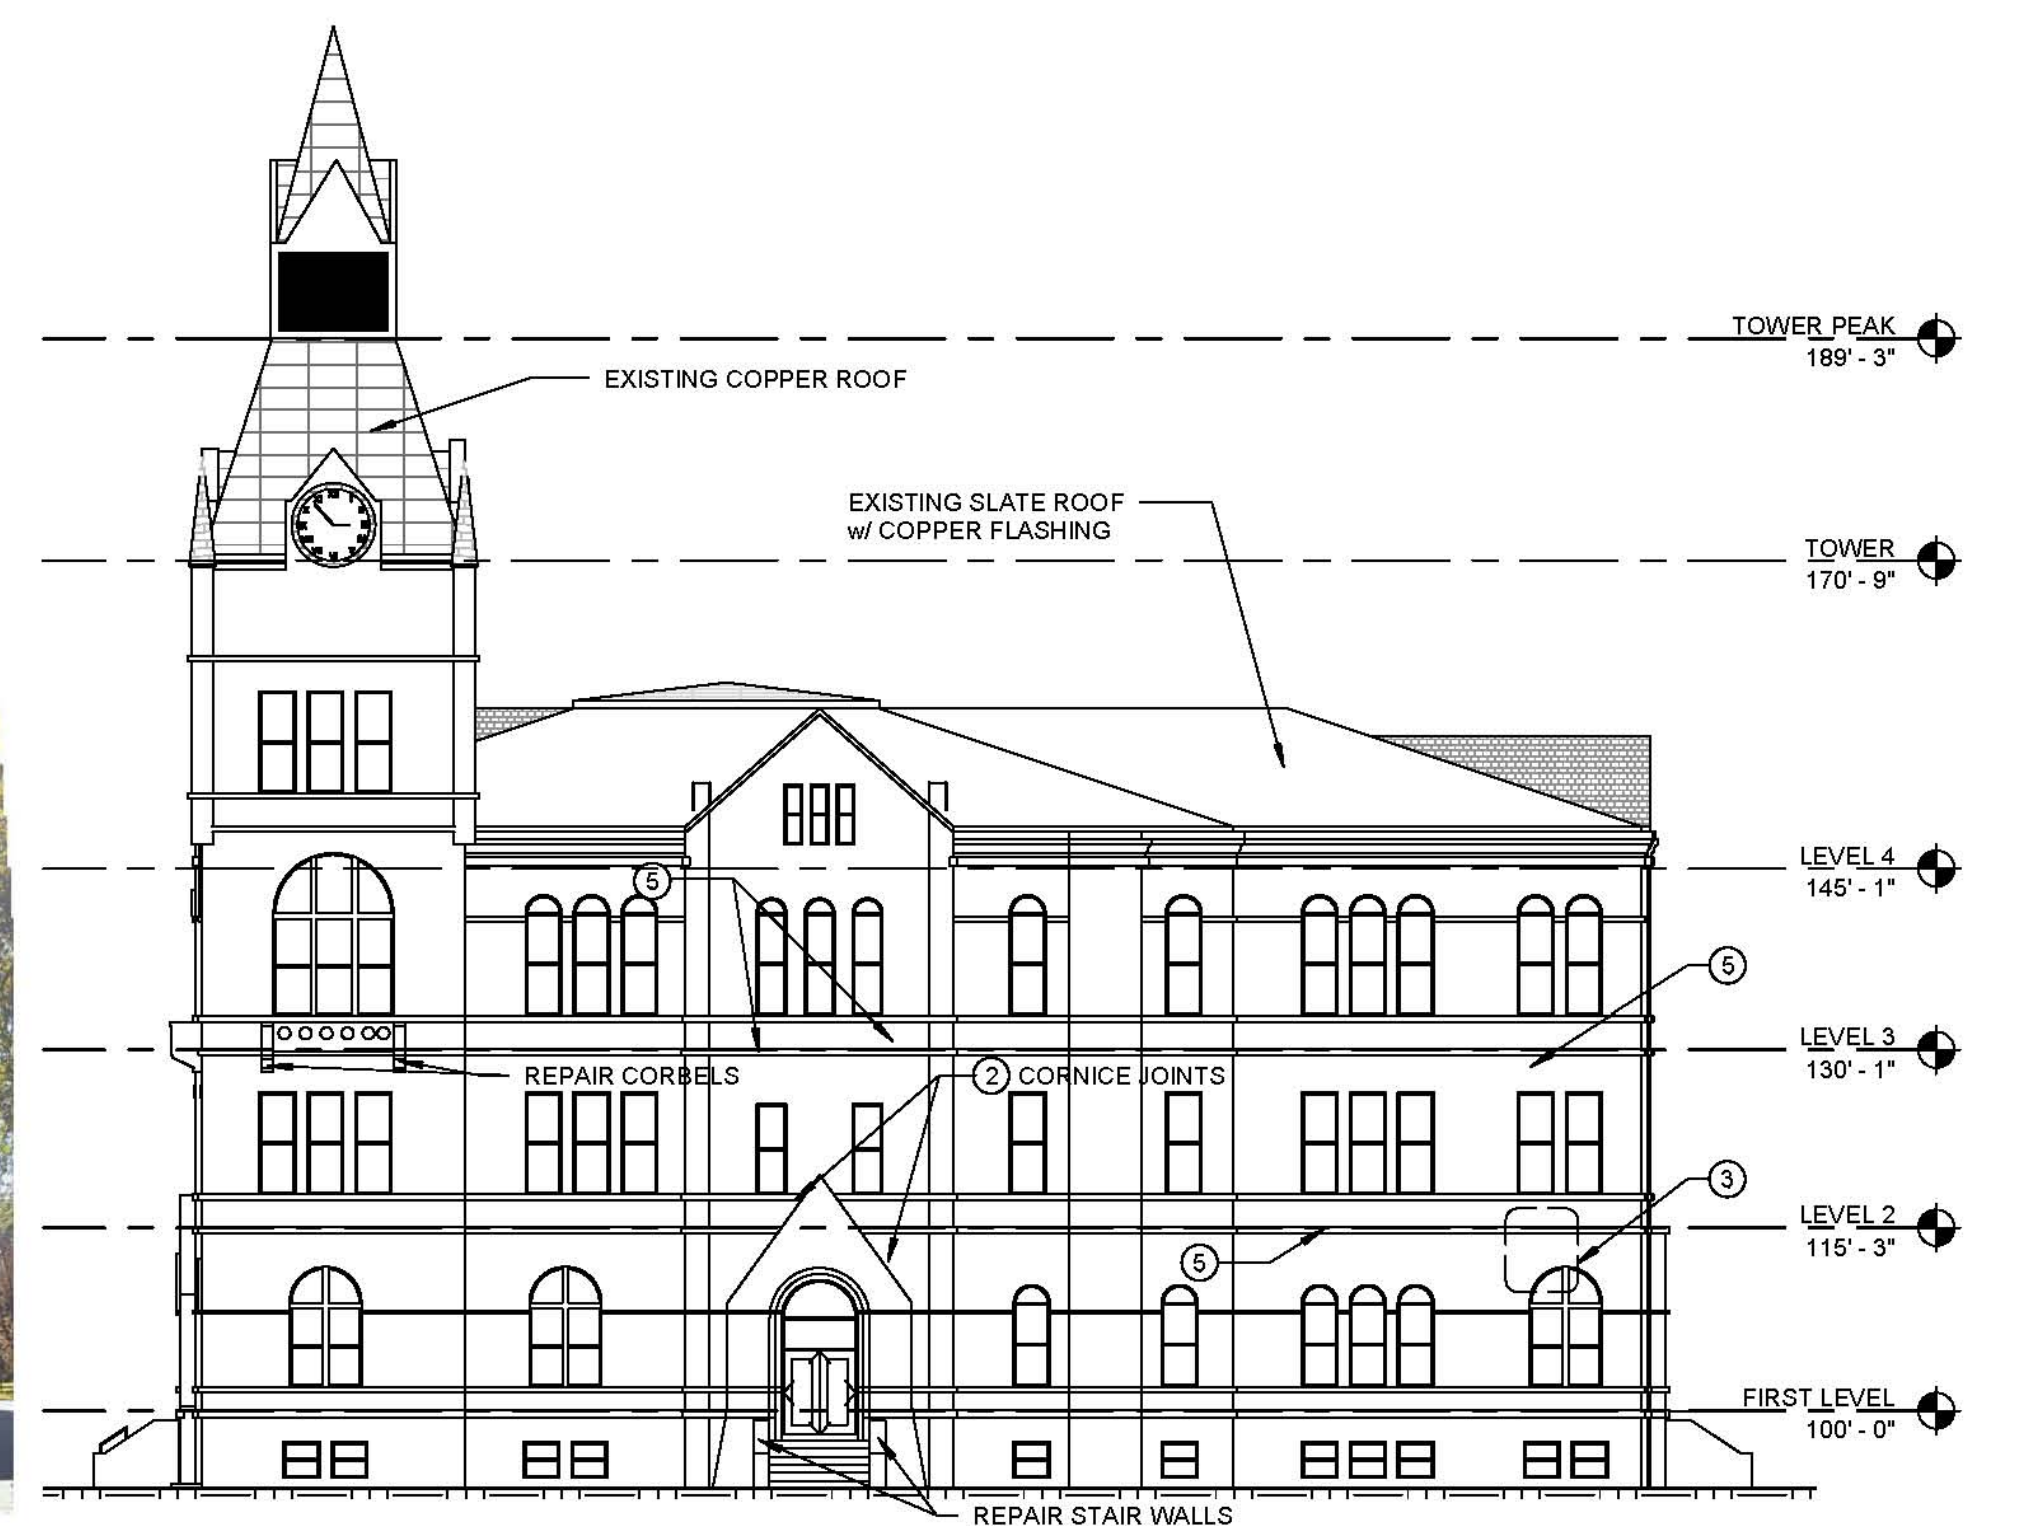 TOWER PEAK
189' - 3"
EXISTING COPPER ROOF
EXISTING SLATE ROOF
w/ COPPER FLASHING
TOWER
170' - 9"
LEVEL 4
145' - 1"
5
5
LEVEL 3
130' - 1"
REPAIR CORBELS
2 CORNICE JOINTS
3
LEVEL 2
115' - 3"
5
FIRST LEVEL
100' - 0"
REPAIR STAIR WALLS